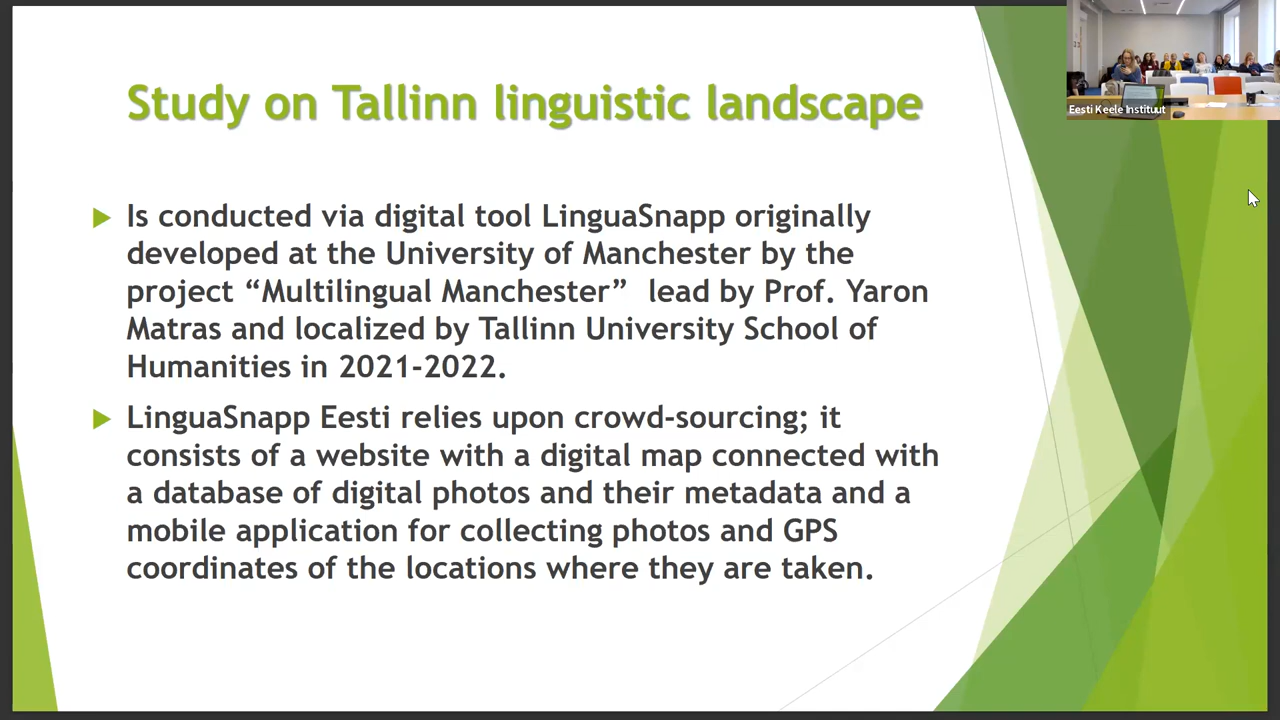 Study on Tallinn linguistic landscape
Is conducted via digital tool LinguaSnapp originally
developed at the University of Manchester by the
project “Multilingual Manchester”  lead by Prof. Yaron
Matras and localized by Tallinn University School of
Humanities in 2021-2022.
LinguaSnapp Eesti relies upon crowd-sourcing; it
consists of a website with a digital map connected with
a database of digital photos and their metadata and a
mobile application for collecting photos and GPS
coordinates of the locations where they are taken.
Eesti Keele Instituut